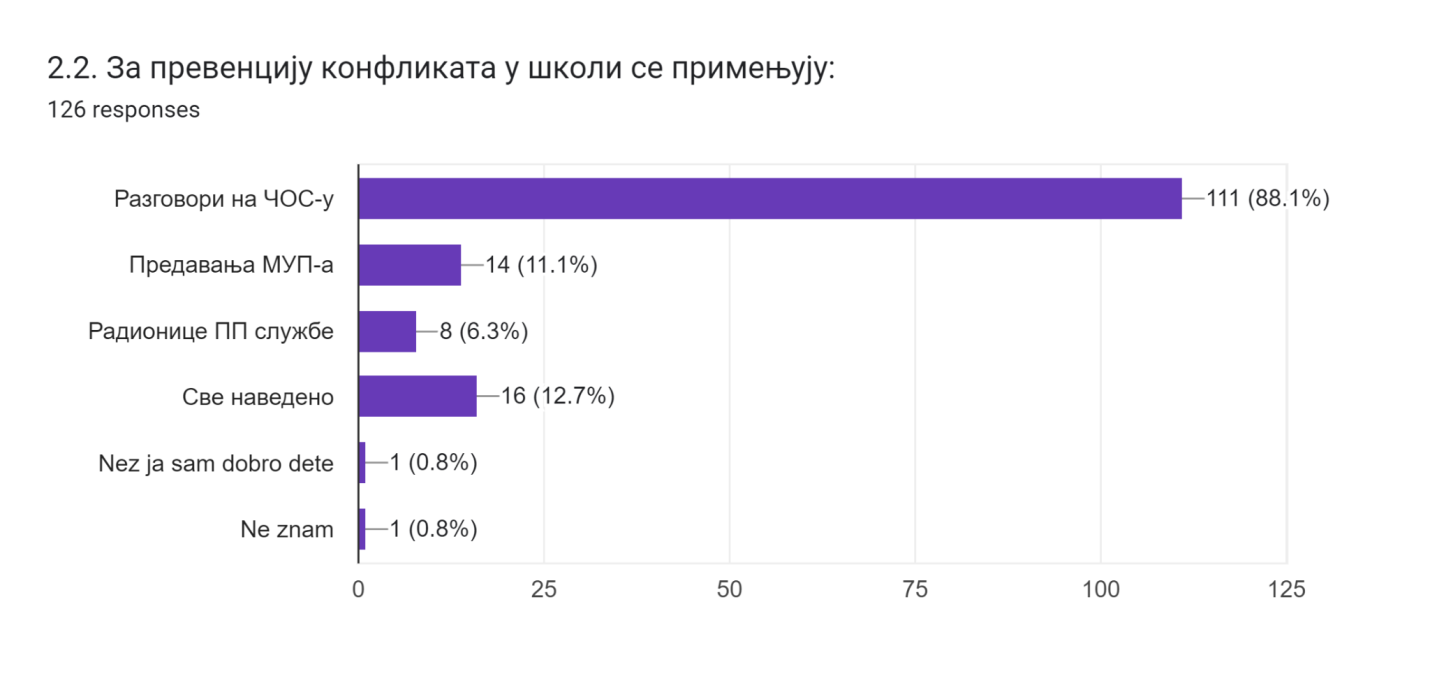 2.2. За превенцију конфликата у школи се примењују:
126 responses
Разговори на ЧОС-у
111 (88.1%)
Предавања МУП-а
14 (11.1%)
Радионице ПП службе
8 (6.3%)
Све наведено
16 (12.7%)
Nez ja sam dobro dete
1 (0.8%)
Ne znam
1 (0.8%)
0 25 50 75 100 125